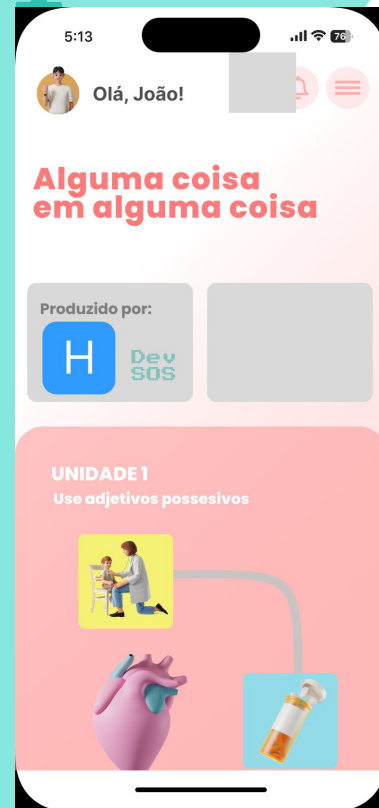 5:13
76
Olá, João!
Alguma coisa
em alguma coisa
Produzido por:
H
Dev
SOS
UNIDADE 1
Use adjetivos possesivos